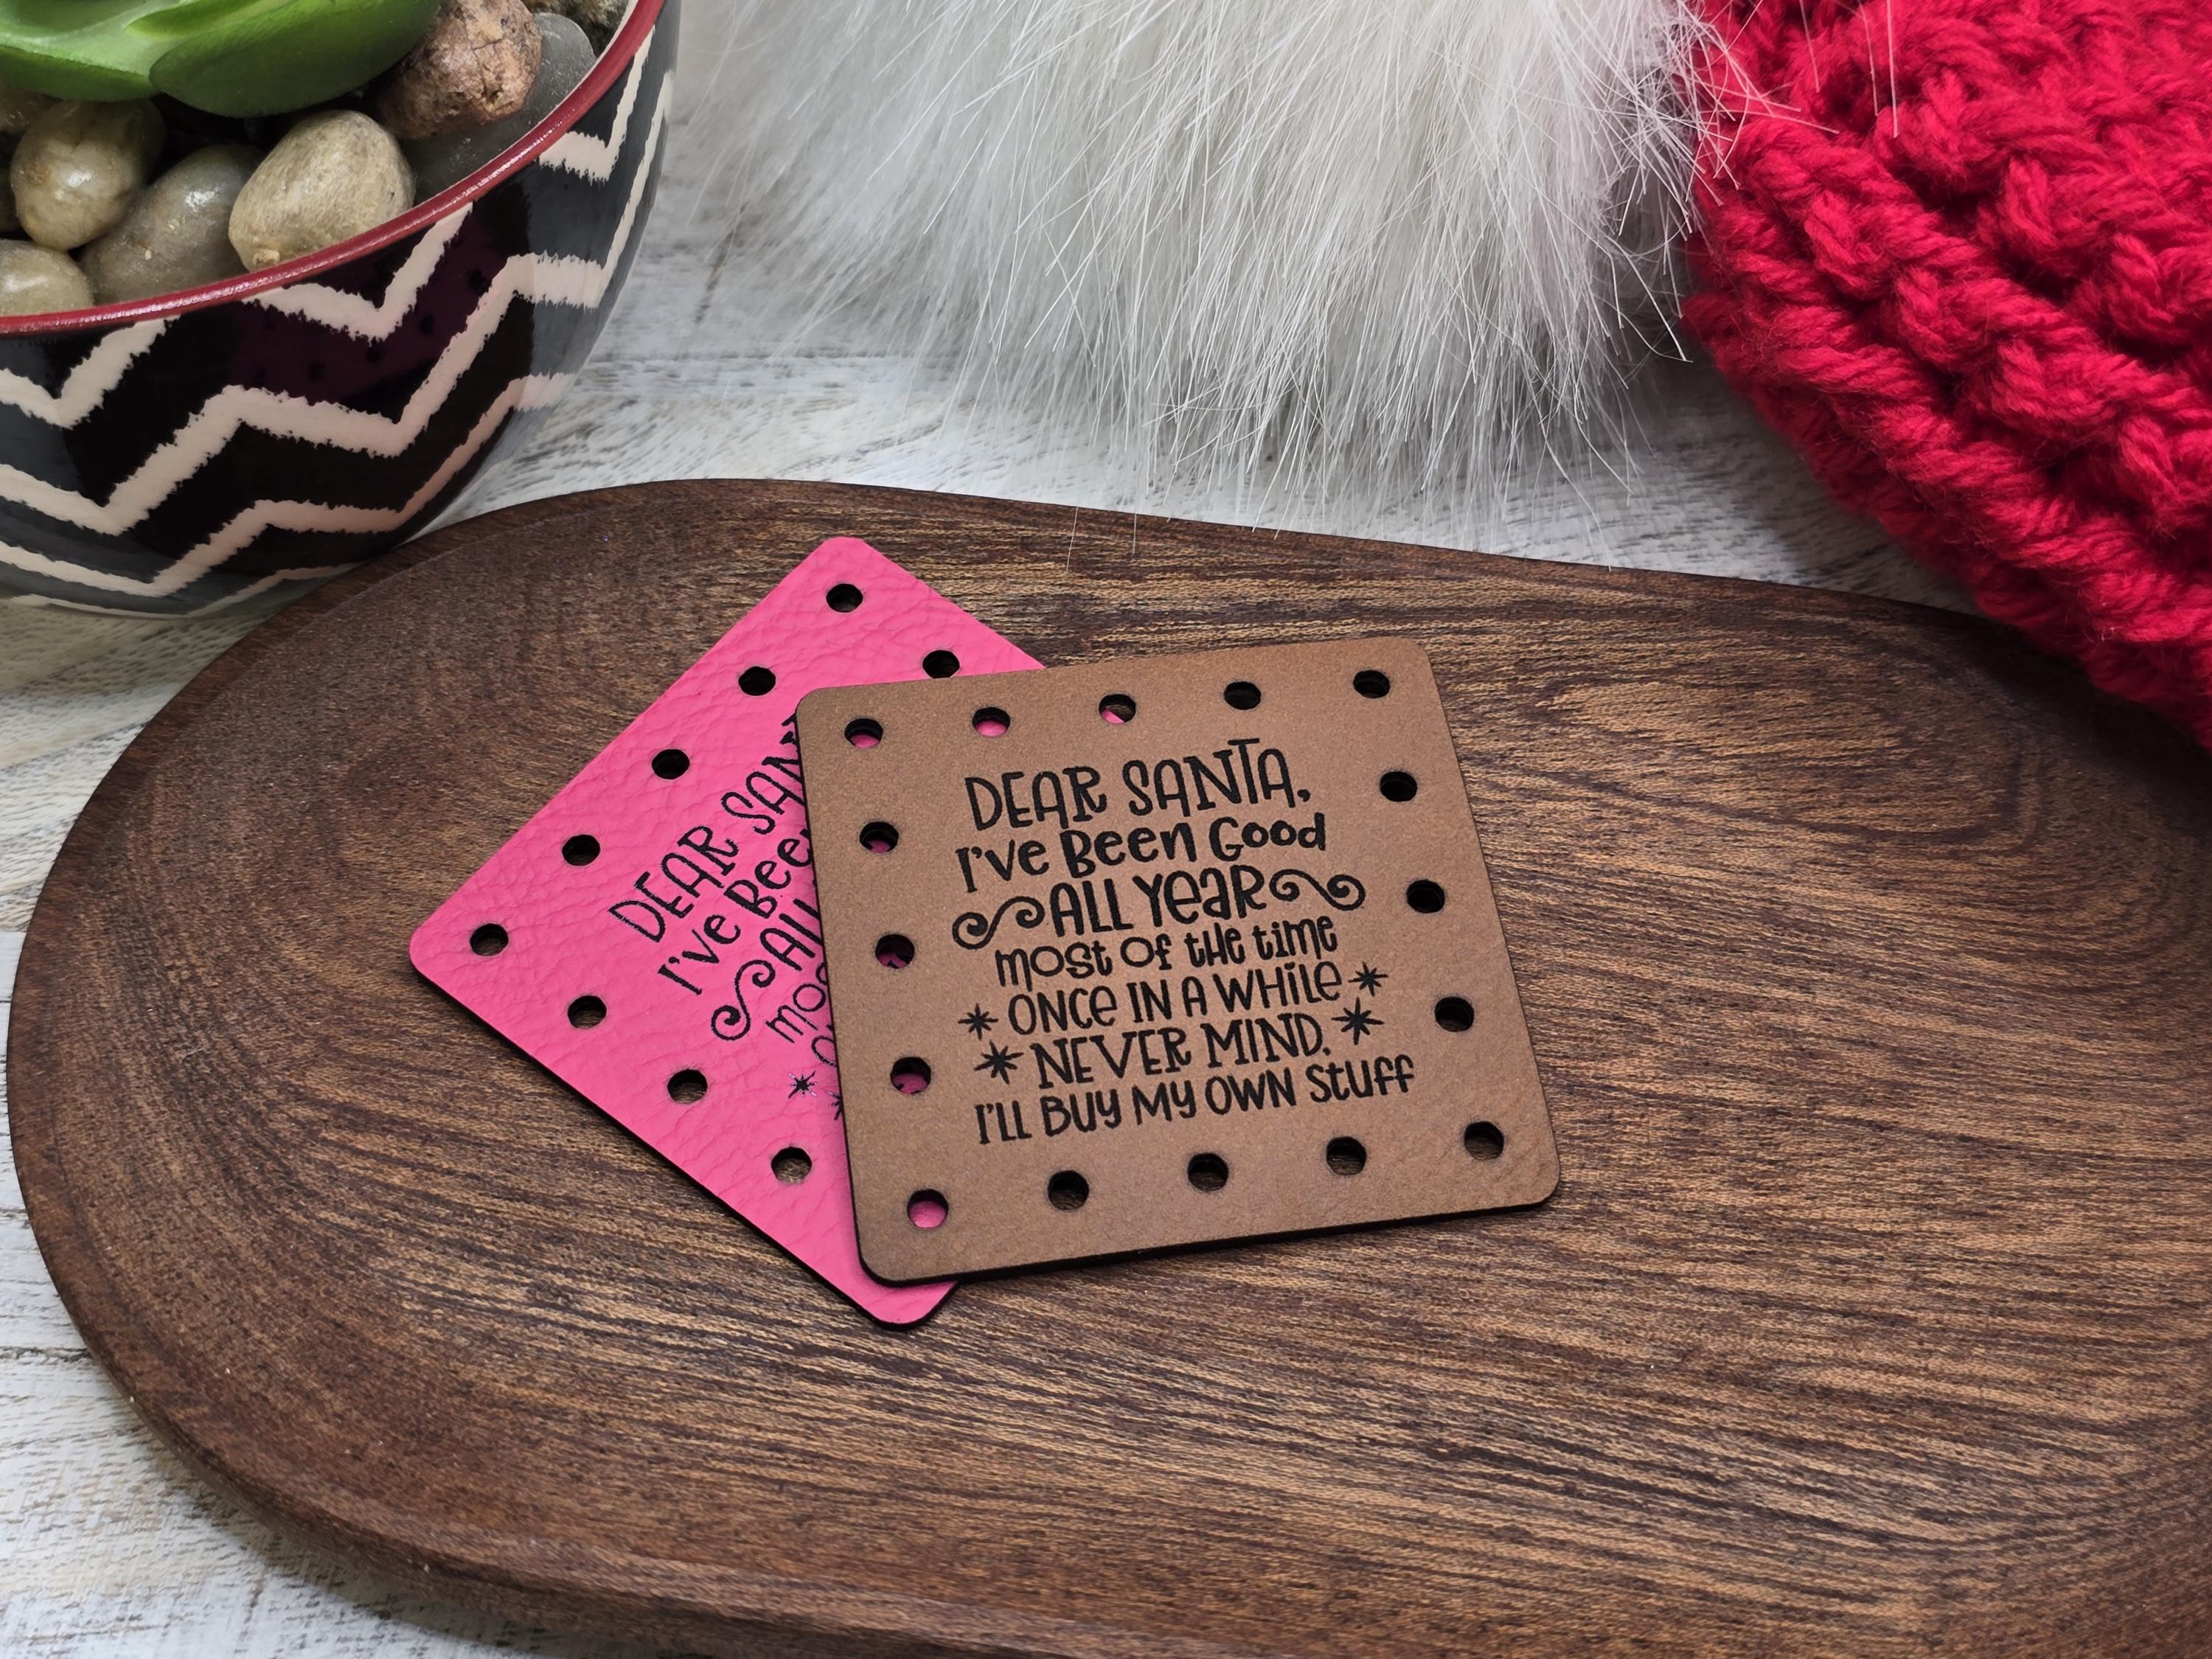 DEAR SANTA,
I'VE Been Good
ALL YEAR
most of the time
ONCE IN A WHILE
NEVER MIND.
I'LL BUY MY OWN STUFF
DEAR SAN
I'VE Bee
ALL
mos